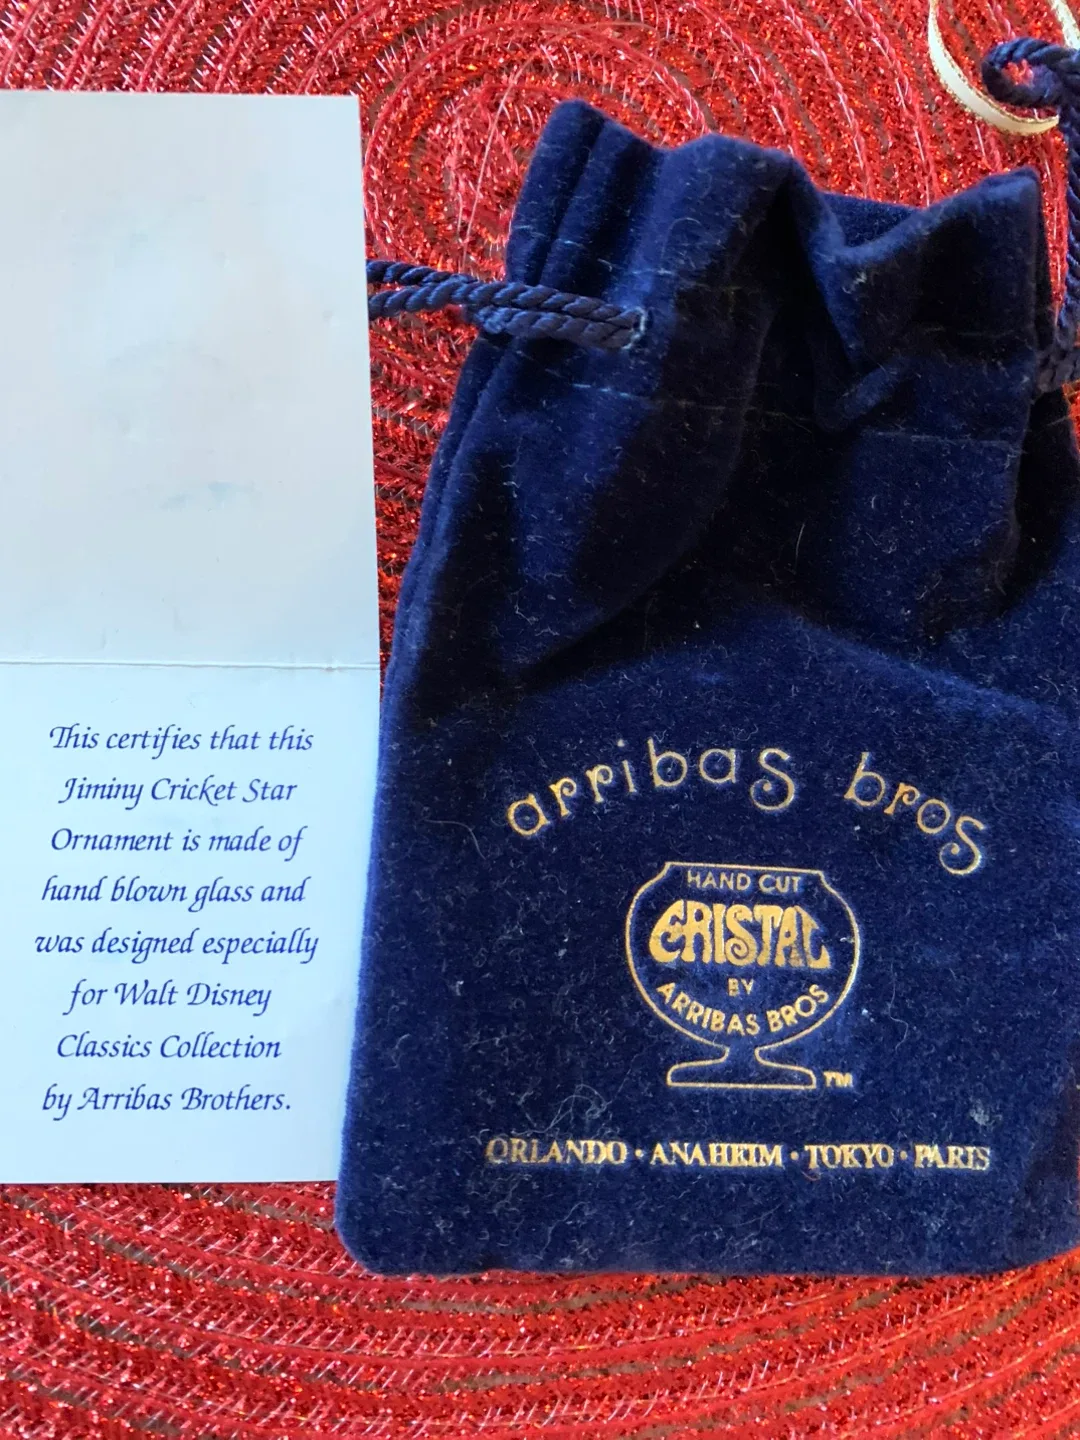 This certifies that this
Jiminy Cricket Star
Ornament is made of
hand blown glass and
was designed especially
for Walt Disney
Classics Collection
by Arribas Brothers.
arribas bros
HAND CUT
CRISTAL
BY
ARRIBAS BROS
TM
ORLANDO • ANAHEIM • TOKYO • PARIS